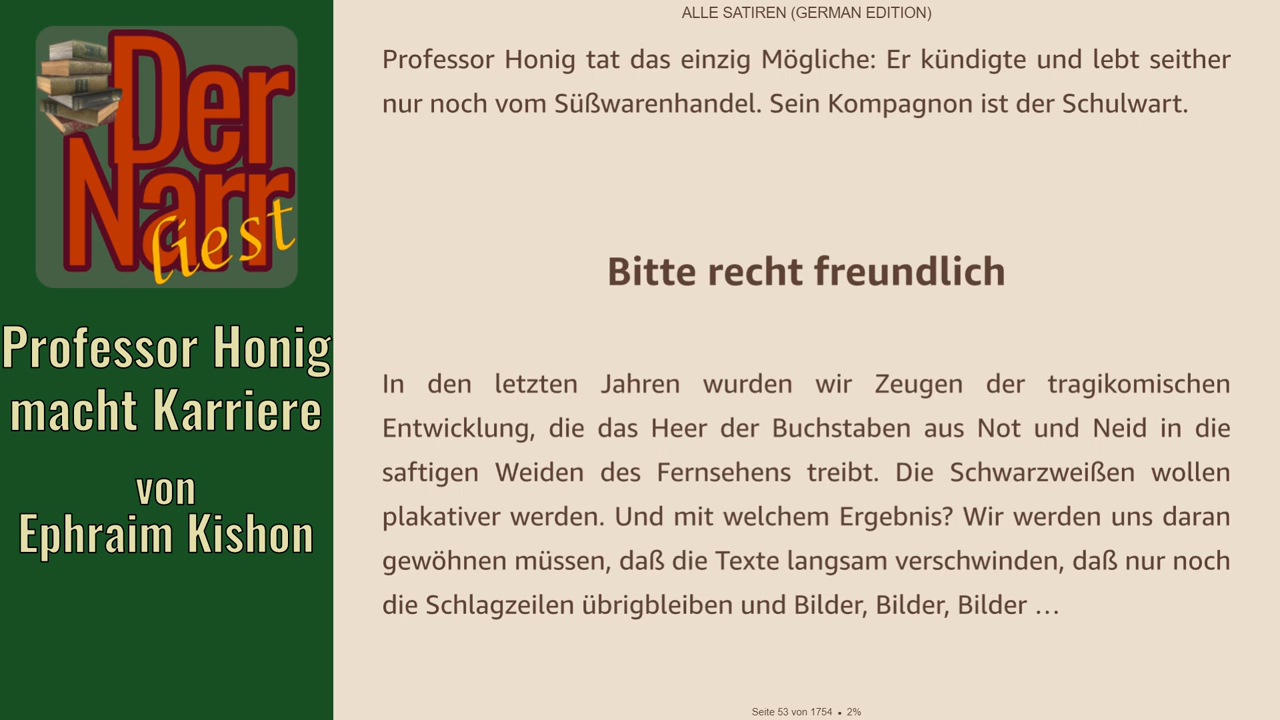 Der
Narr
liest
Professor Honig
macht Karriere
von
Ephraim Kishon
ALLE SATIREN (GERMAN EDITION)
Professor Honig tat das einzig Mögliche: Er kündigte und lebt seither
nur noch vom Süßwarenhandel. Sein Kompagnon ist der Schulwart.
Bitte recht freundlich
In den letzten Jahren wurden wir Zeugen der tragikomischen
Entwicklung, die das Heer der Buchstaben aus Not und Neid in die
saftigen Weiden des Fernsehens treibt. Die Schwarzweißen wollen
plakativer werden. Und mit welchem Ergebnis? Wir werden uns daran
gewöhnen müssen, daß die Texte langsam verschwinden, daß nur noch
die Schlagzeilen übrigbleiben und Bilder, Bilder, Bilder …
Seite 53 von 1754 • 2%